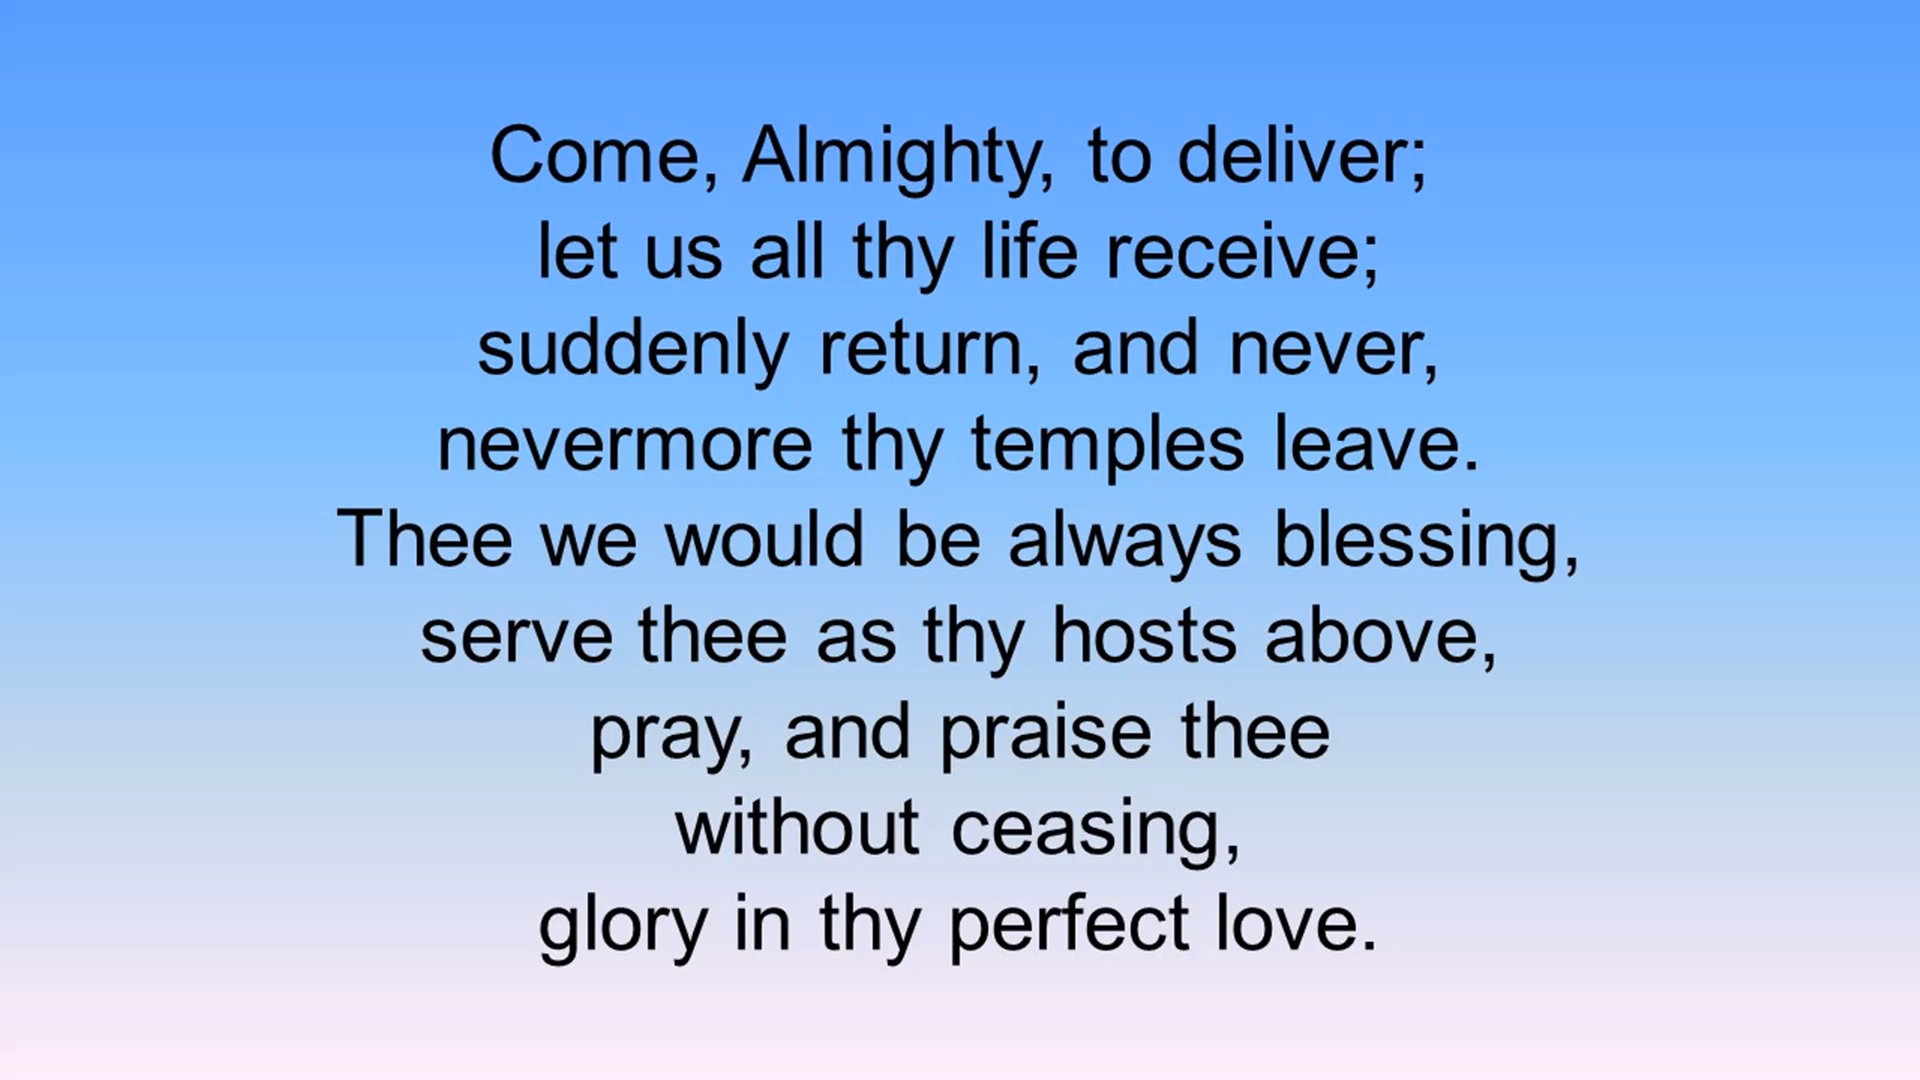 Come, Almighty, to deliver;
let us all thy life receive;
suddenly return, and never,
nevermore thy temples leave.
Thee we would be always blessing,
serve thee as thy hosts above,
pray, and praise thee
without ceasing,
glory in thy perfect love.